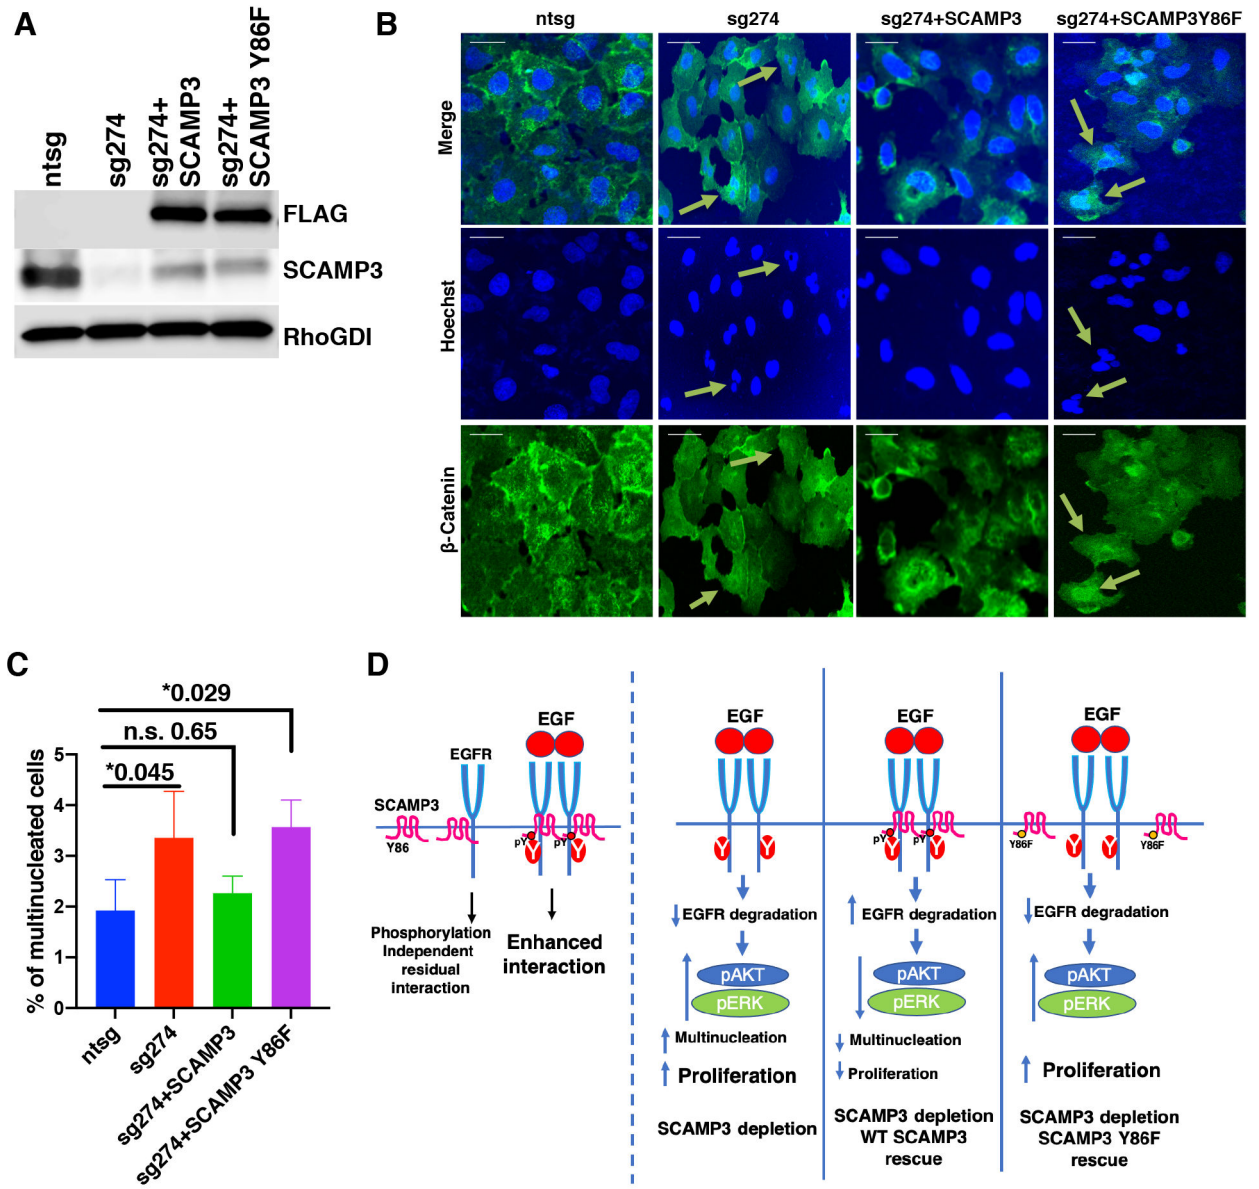 A
ntsg
sg274
sg274+
SCAMP3
sg274+
SCAMP3 Y86F
FLAG
SCAMP3
RhoGDI
B
ntsg
sg274
sg274+SCAMP3
sg274+SCAMP3Y86F
Merge
Hoechst
β-Catenin
C
*0.029
n.s. 0.65
*0.045
% of multinucleated cells
5
4
3
2
1
0
ntsg
sg274
sg274+SCAMP3
sg274+SCAMP3 Y86F
D
EGF
EGFR
SCAMP3
Y86
pY
Y
pY
Y
Phosphorylation
Independent
residual
interaction
Enhanced
interaction
EGF
Y
Y
EGFR degradation
pAKT
pERK
Multinucleation
Proliferation
SCAMP3 depletion
EGF
pY
Y
pY
Y
EGFR degradation
pAKT
pERK
Multinucleation
Proliferation
SCAMP3 depletion
WT SCAMP3
rescue
EGF
Y86F
Y
Y
Y86F
EGFR degradation
pAKT
pERK
Proliferation
SCAMP3 depletion
SCAMP3 Y86F
rescue